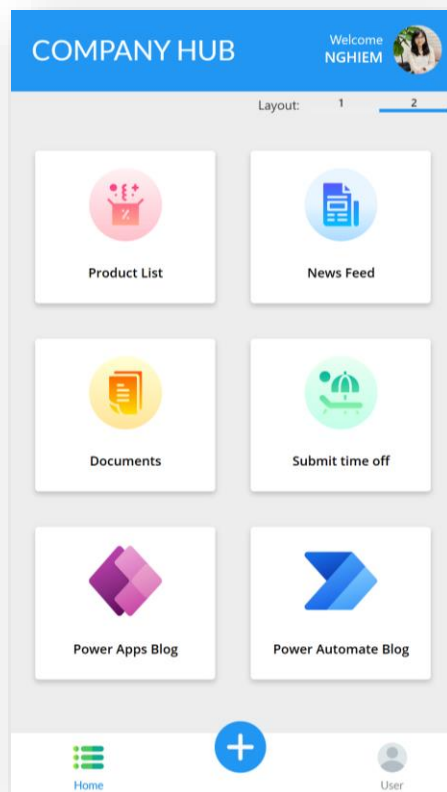 COMPANY HUB
Welcome
NGHIEM
Layout: 1 2
Product List
News Feed
Documents
Submit time off
Power Apps Blog
Power Automate Blog
Home
User